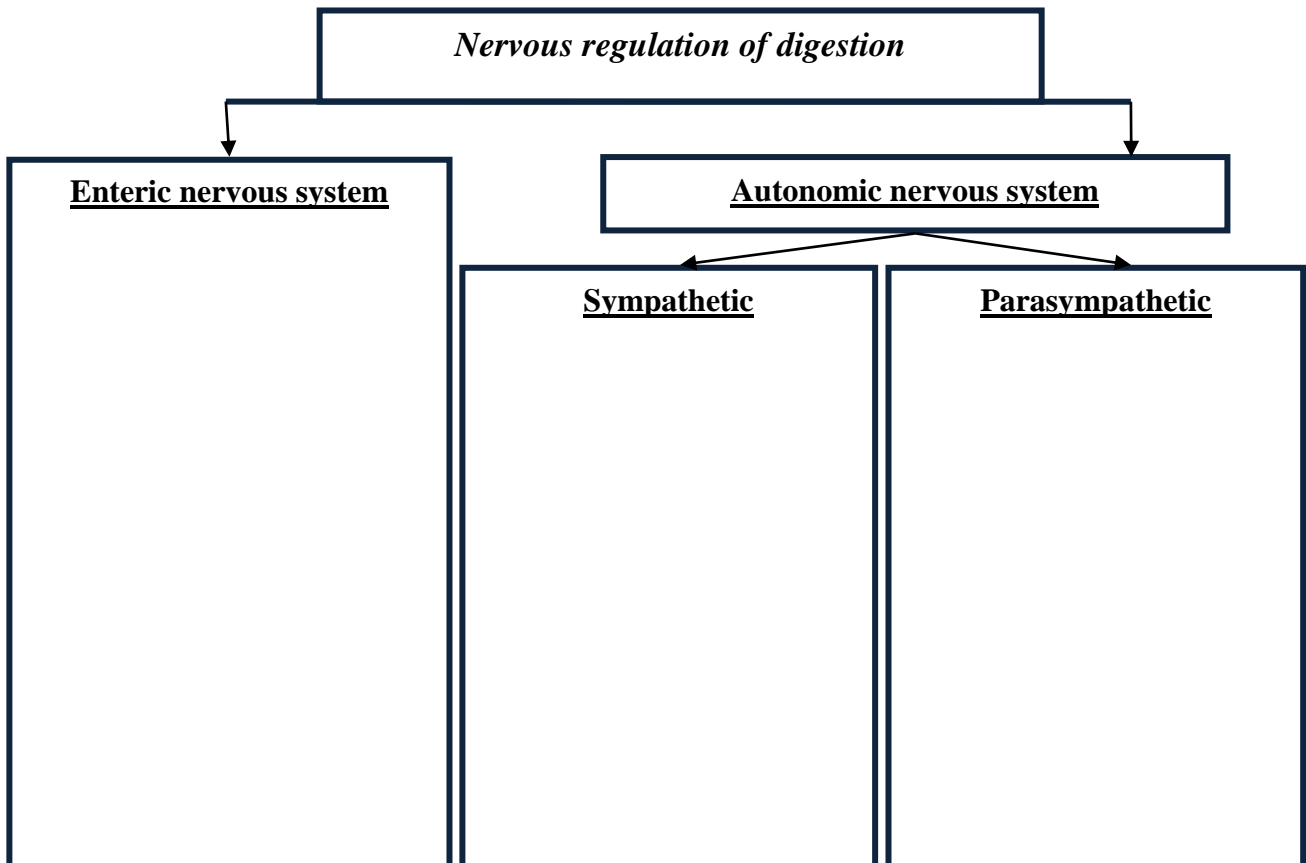 Nervous regulation of digestion
Enteric nervous system
Autonomic nervous system
Sympathetic
Parasympathetic